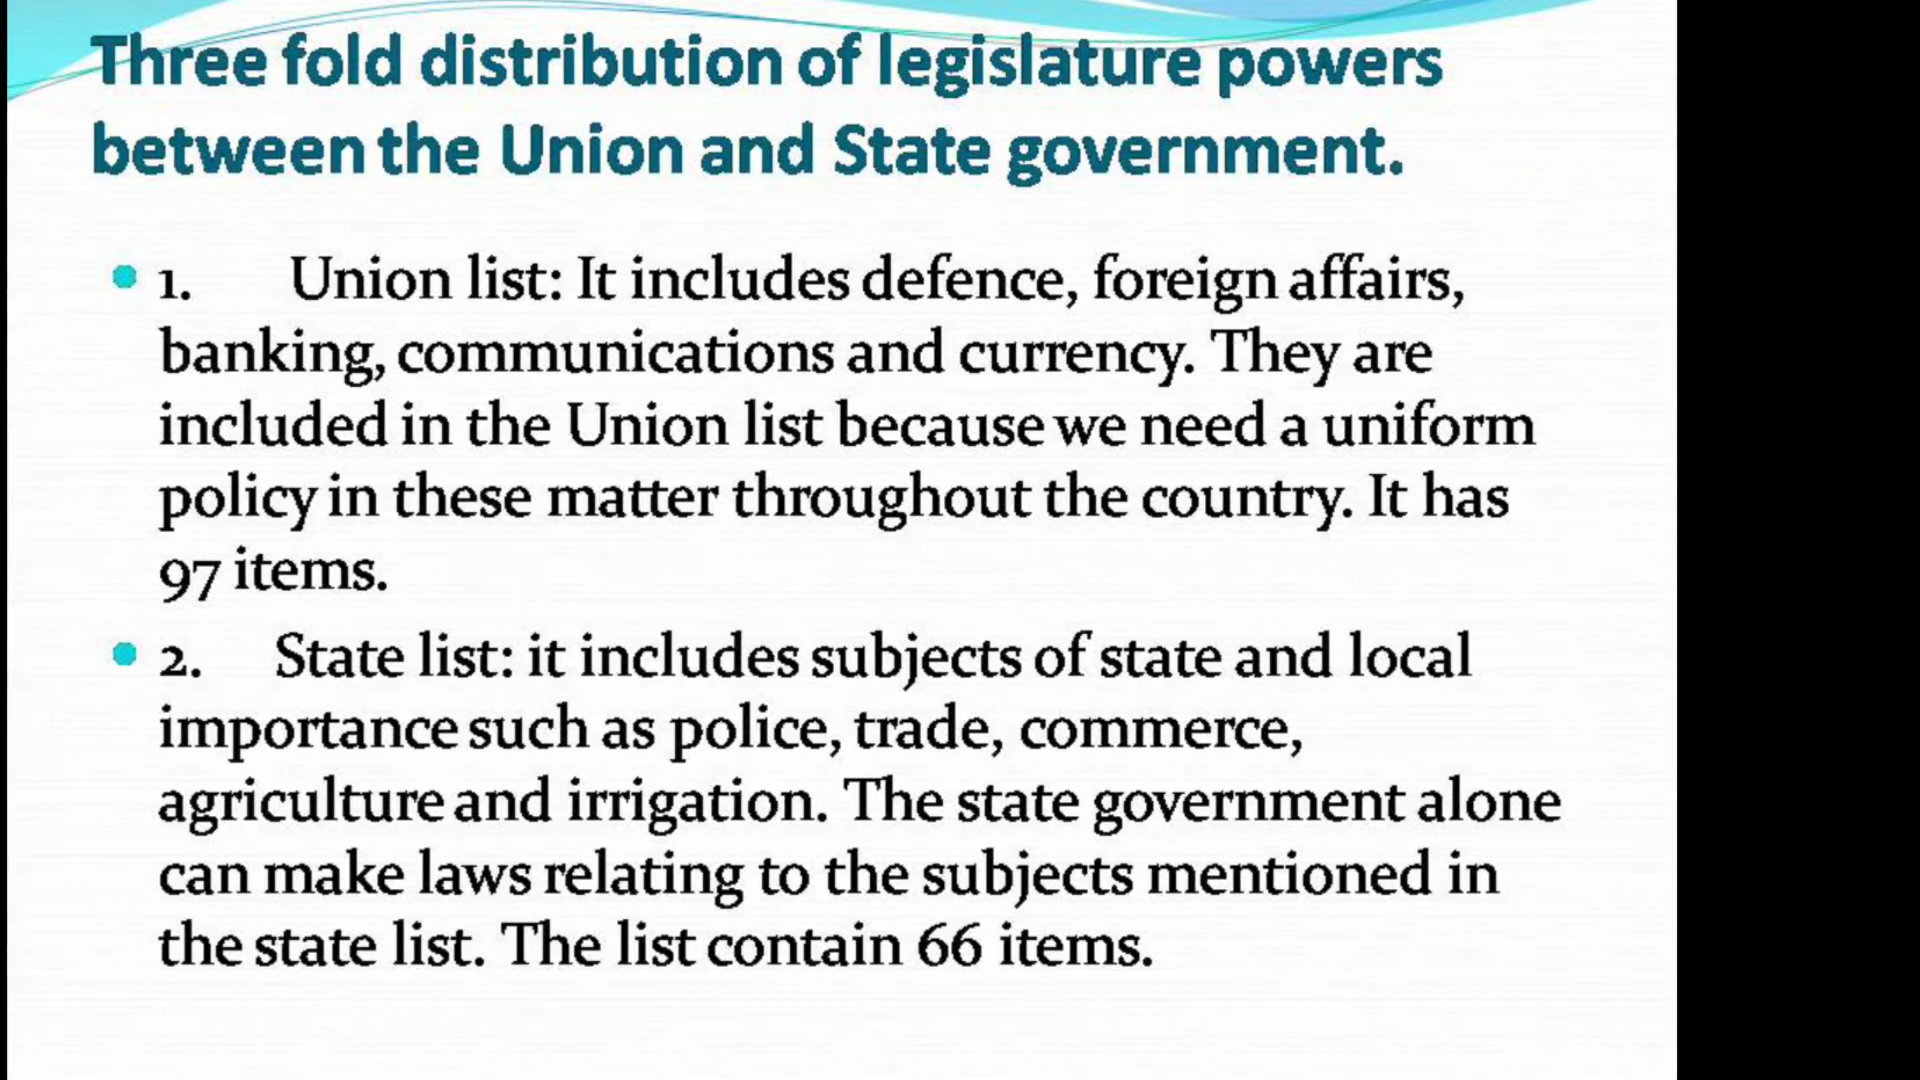 Three fold distribution of legislature powers
between the Union and State government.
• 1. Union list: It includes defence, foreign affairs,
banking, communications and currency. They are
included in the Union list because we need a uniform
policy in these matter throughout the country. It has
97 items.
• 2. State list: it includes subjects of state and local
importance such as police, trade, commerce,
agriculture and irrigation. The state government alone
can make laws relating to the subjects mentioned in
the state list. The list contain 66 items.